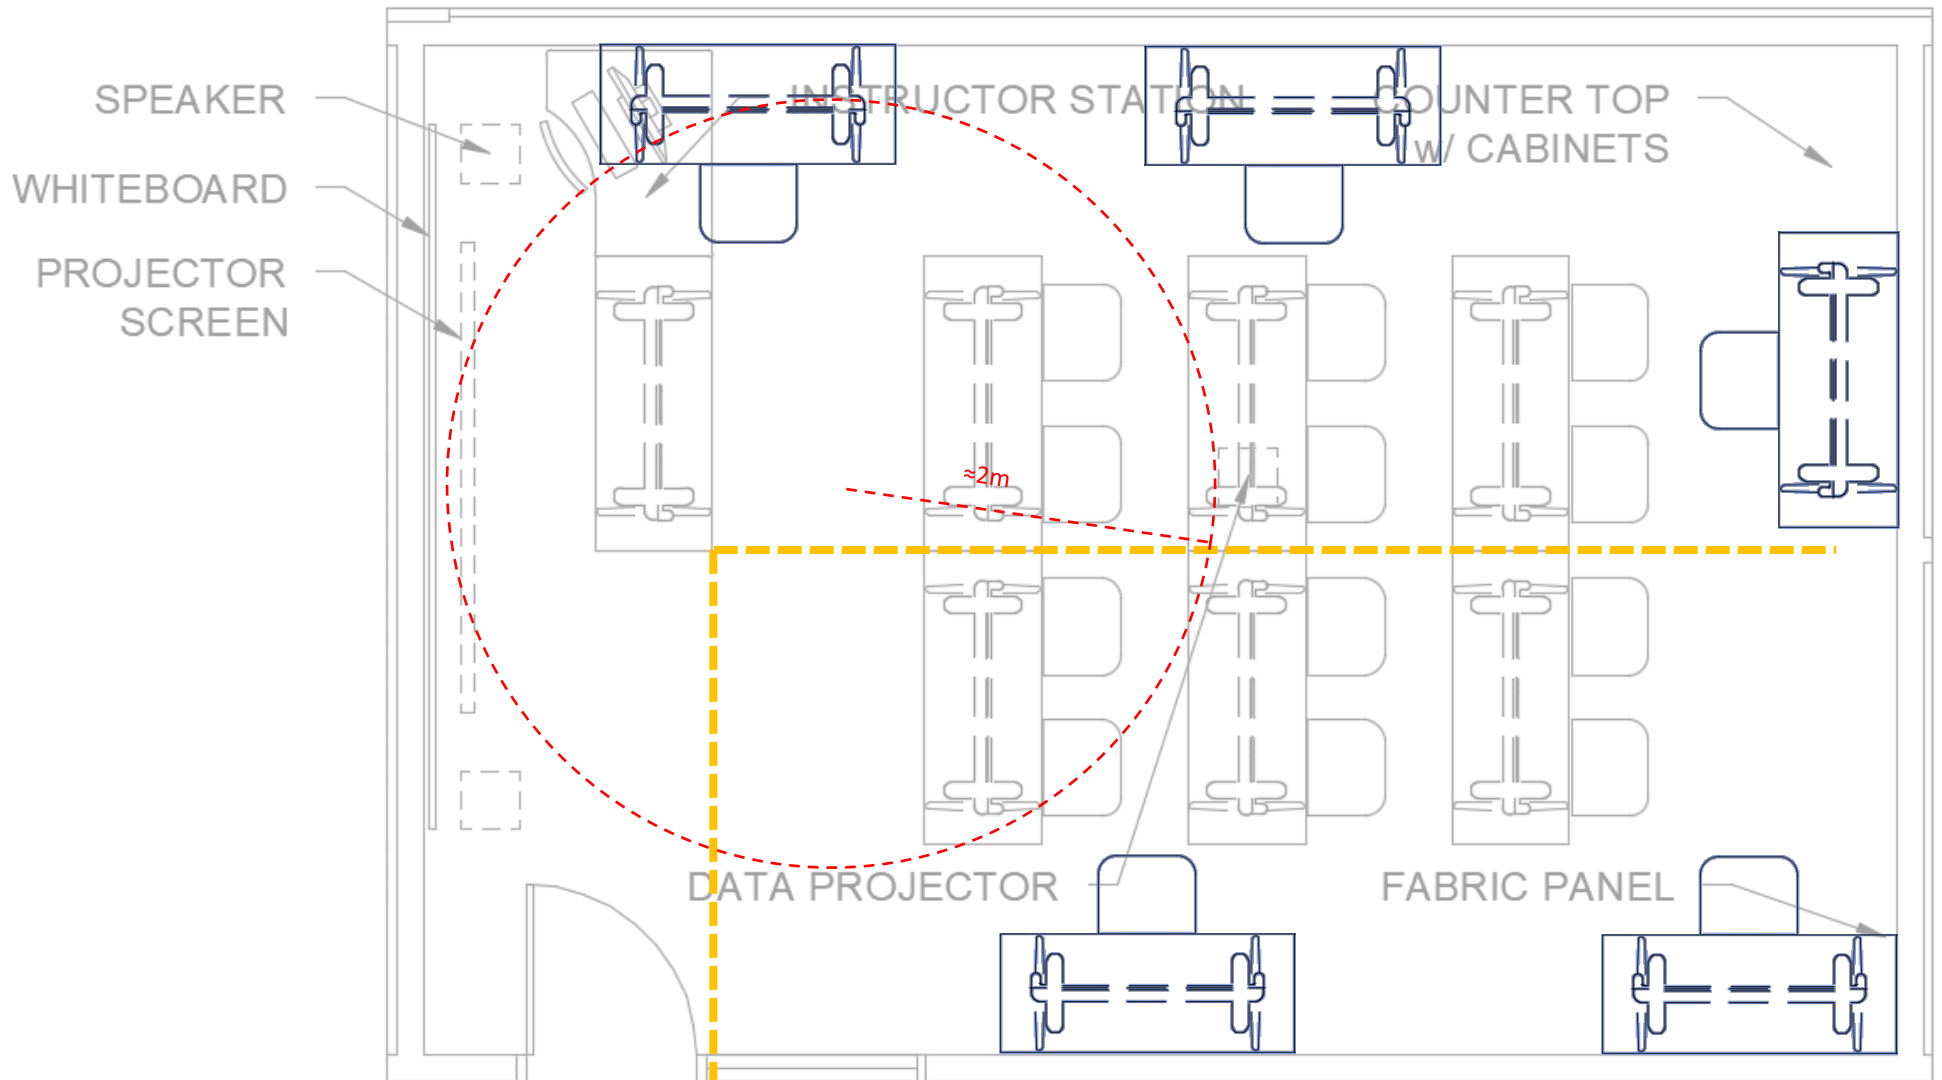 SPEAKER
INSTRUCTOR STATION
COUNTER TOP
w/ CABINETS
WHITEBOARD
PROJECTOR
SCREEN
≈2m
DATA PROJECTOR
FABRIC PANEL